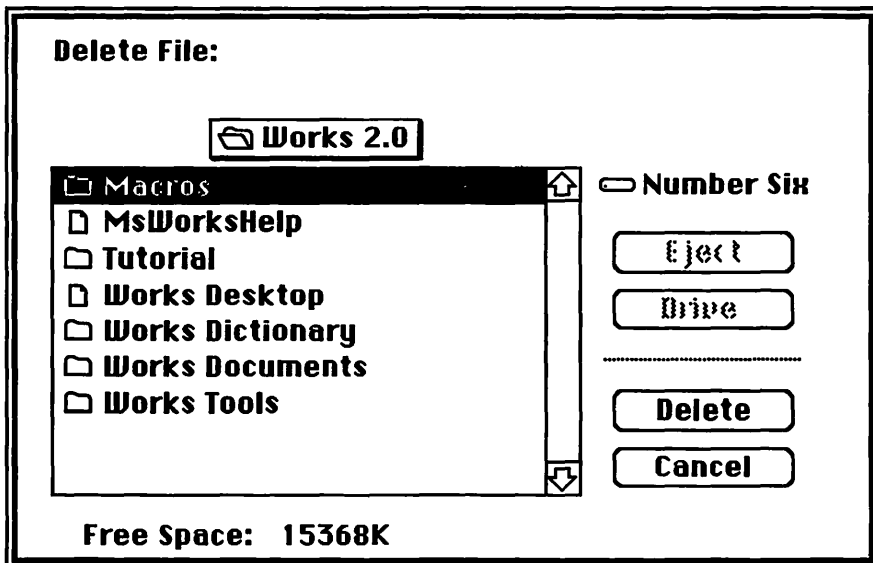 Delete File:
Works 2.0
Macros
MsWorksHelp
Tutorial
Works Desktop
Works Dictionary
Works Documents
Works Tools
Number Six
Eject
Drive
Delete
Cancel
Free Space: 15368K